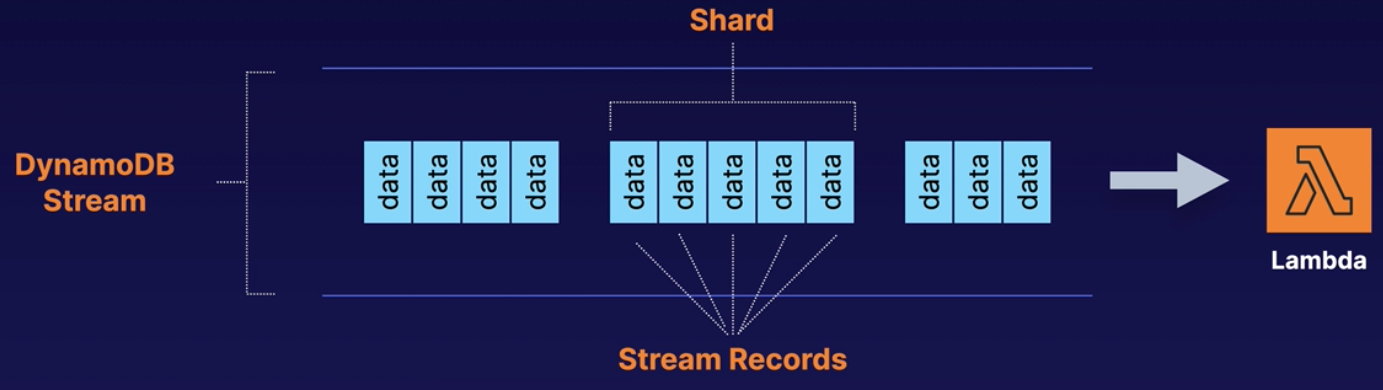 Shard
DynamoDB
Stream
data data data data data data data data data data data data
Lambda
Stream Records